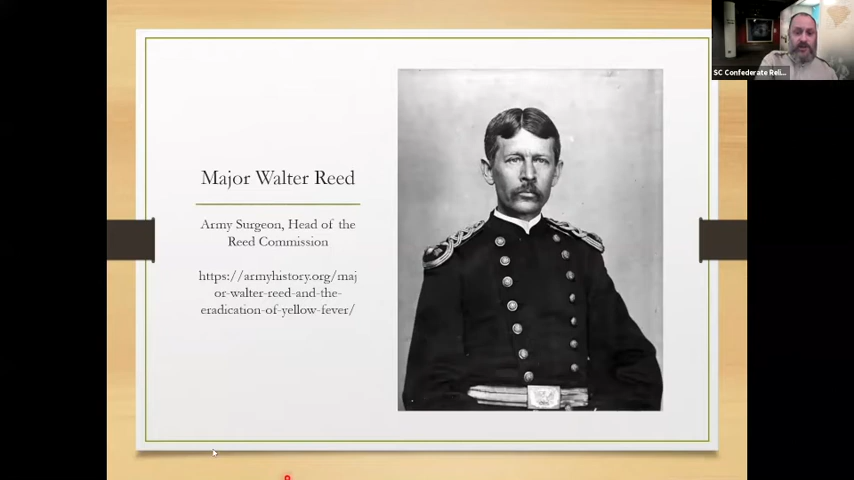 SC Confederate Reli...
Major Walter Reed
Army Surgeon, Head of the
Reed Commission
https://armyhistory.org/maj
or-walter-reed-and-the-
eradication-of-yellow-fever/